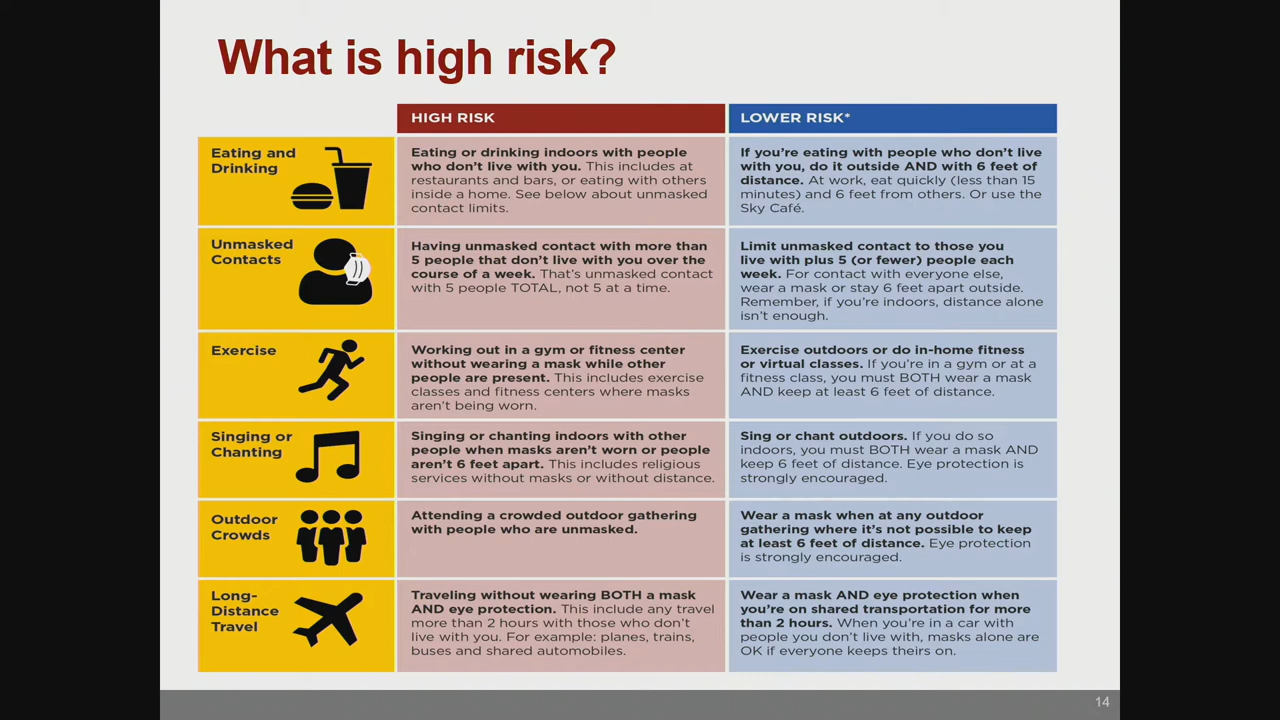 What is high risk?
HIGH RISK
LOWER RISK*
Eating and
Drinking
Eating or drinking indoors with people
who don't live with you. This includes at
restaurants and bars, or eating with others
inside a home. See below about unmasked
contact limits.
If you're eating with people who don't live
with you, do it outside AND with 6 feet of
distance. At work, eat quickly (less than 15
minutes) and 6 feet from others. Or use the
Sky Café.
Unmasked
Contacts
Having unmasked contact with more than
5 people that don't live with you over the
course of a week. That's unmasked contact
with 5 people TOTAL, not 5 at a time.
Limit unmasked contact to those you
live with plus 5 (or fewer) people each
week. For contact with everyone else,
wear a mask or stay 6 feet apart outside.
Remember, if you're indoors, distance alone
isn't enough.
Exercise
Working out in a gym or fitness center
without wearing a mask while other
people are present. This includes exercise
classes and fitness centers where masks
aren't being worn.
Exercise outdoors or do in-home fitness
or virtual classes. If you're in a gym or at a
fitness class, you must BOTH wear a mask
AND keep at least 6 feet of distance.
Singing or
Chanting
Singing or chanting indoors with other
people when masks aren't worn or people
aren't 6 feet apart. This includes religious
services without masks or without distance.
Sing or chant outdoors. If you do so
indoors, you must BOTH wear a mask AND
keep 6 feet of distance. Eye protection is
strongly encouraged.
Outdoor
Crowds
Attending a crowded outdoor gathering
with people who are unmasked.
Wear a mask when at any outdoor
gathering where it's not possible to keep
at least 6 feet of distance. Eye protection
is strongly encouraged.
Long-
Distance
Travel
Traveling without wearing BOTH a mask
AND eye protection. This include any travel
more than 2 hours with those who don't
live with you. For example: planes, trains,
buses and shared automobiles.
Wear a mask AND eye protection when
you're on shared transportation for more
than 2 hours. When you're in a car with
people you don't live with, masks alone are
OK if everyone keeps theirs on.
14